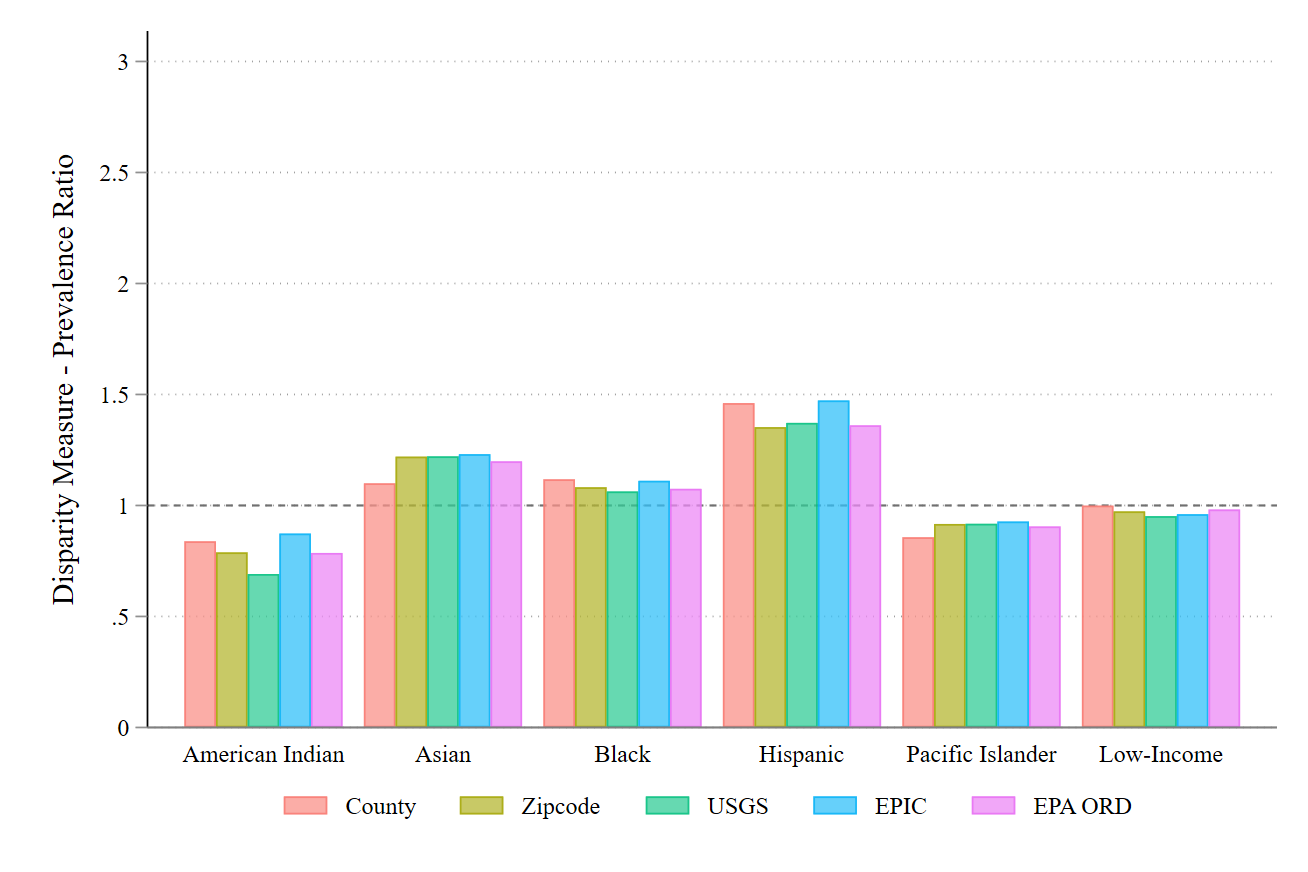 Disparity Measure - Prevalence Ratio
3
2.5
2
1.5
1
.5
0
American Indian Asian Black Hispanic Pacific Islander Low-Income
County Zipcode USGS EPIC EPA ORD